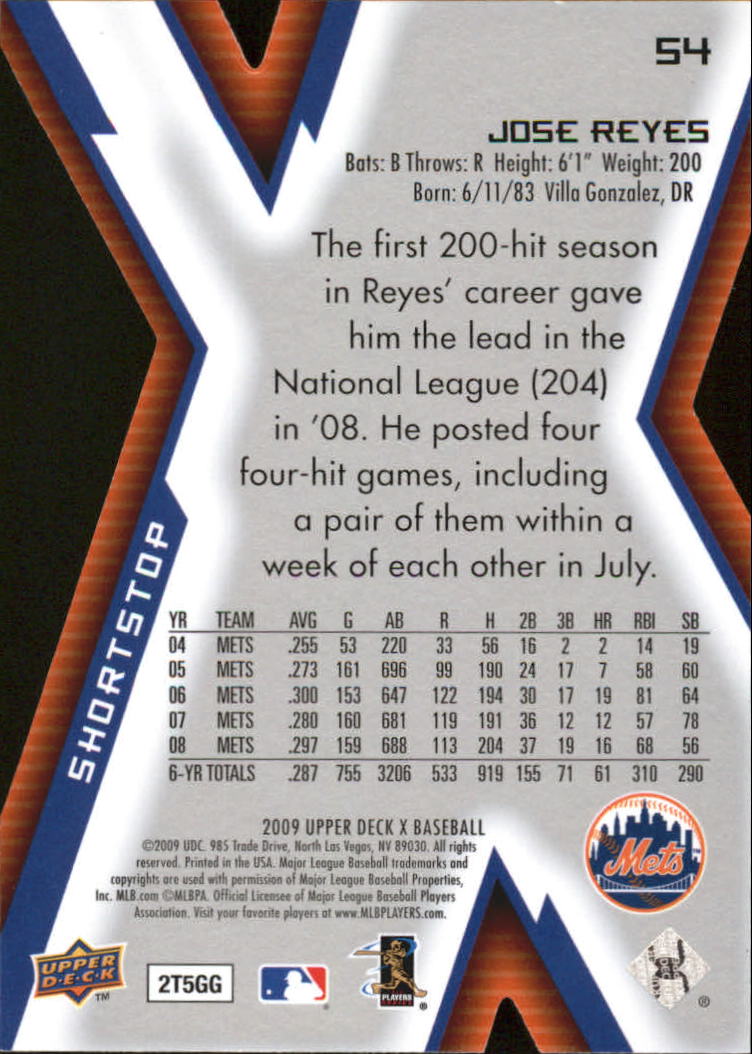 54
JOSE REYES
Bats: B Throws: R Height: 6'1" Weight: 200
Born: 6/11/83 Villa Gonzalez, DR
The first 200-hit season
in Reyes' career gave
him the lead in the
National League (204)
in '08. He posted four
four-hit games, including
a pair of them within a
week of each other in July.
SHORTSTOP
YR TEAM AVG G AB R H 2B 3B HR RBI SB
04 METS .255 53 220 33 56 16 2 2 14 19
05 METS .273 161 696 99 190 24 17 7 58 60
06 METS .300 153 647 122 194 30 17 19 81 64
07 METS .280 160 681 119 191 36 12 12 57 78
08 METS .297 159 688 113 204 37 19 16 68 56
6-YR TOTALS .287 755 3206 533 919 155 71 61 310 290
2009 UPPER DECK X BASEBALL
©2009 UDC. 985 Trade Drive, North Las Vegas, NV 89030. All rights
reserved. Printed in the USA. Major League Baseball trademarks and
copyrights are used with permission of Major League Baseball Properties,
Inc. MLB.com ©MLBPA. Official Licensee of Major League Baseball Players
Association. Visit your favorite players at www.MLBPLAYERS.com.
Mets TM
UPPER
D·E·C·K
TM
2T5GG
®
PLAYERS
®
®